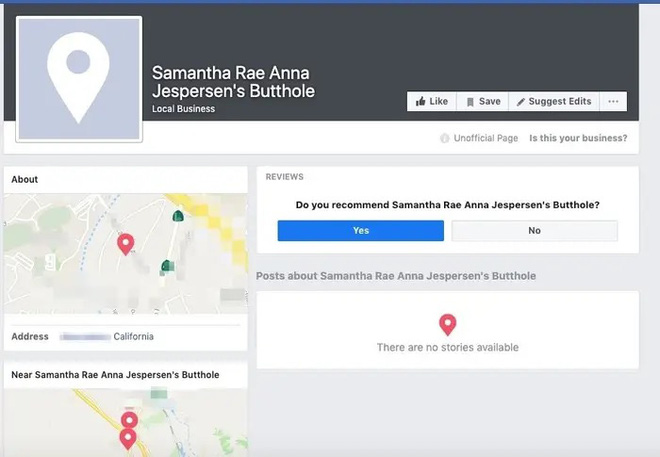 Samantha Rae Anna
Jespersen's Butthole
Local Business
Like
Save
Suggest Edits
...
Unofficial Page
Is this your business?
About
Address
California
Near Samantha Rae Anna Jespersen's Butthole
REVIEWS
Do you recommend Samantha Rae Anna Jespersen's Butthole?
Yes
No
Posts about Samantha Rae Anna Jespersen's Butthole
There are no stories available